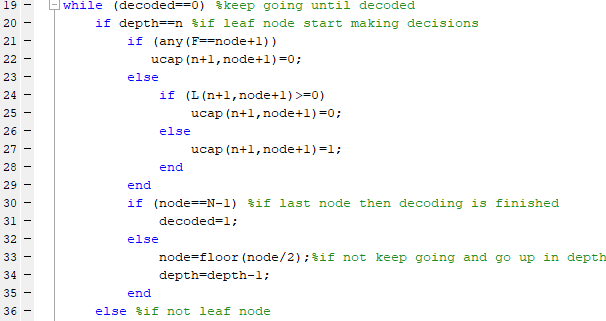 19 – while (decoded==0) %keep going until decoded
20 – if depth==n %if leaf node start making decisions
21 – if (any(F==node+1))
22 – ucap(n+1,node+1)=0;
23 – else
24 – if (L(n+1,node+1)>=0)
25 – ucap(n+1,node+1)=0;
26 – else
27 – ucap(n+1,node+1)=1;
28 – end
29 – end
30 – if (node==N-1) %if last node then decoding is finished
31 – decoded=1;
32 – else
33 – node=floor(node/2);%if not keep going and go up in depth
34 – depth=depth-1;
35 – end
36 – else %if not leaf node